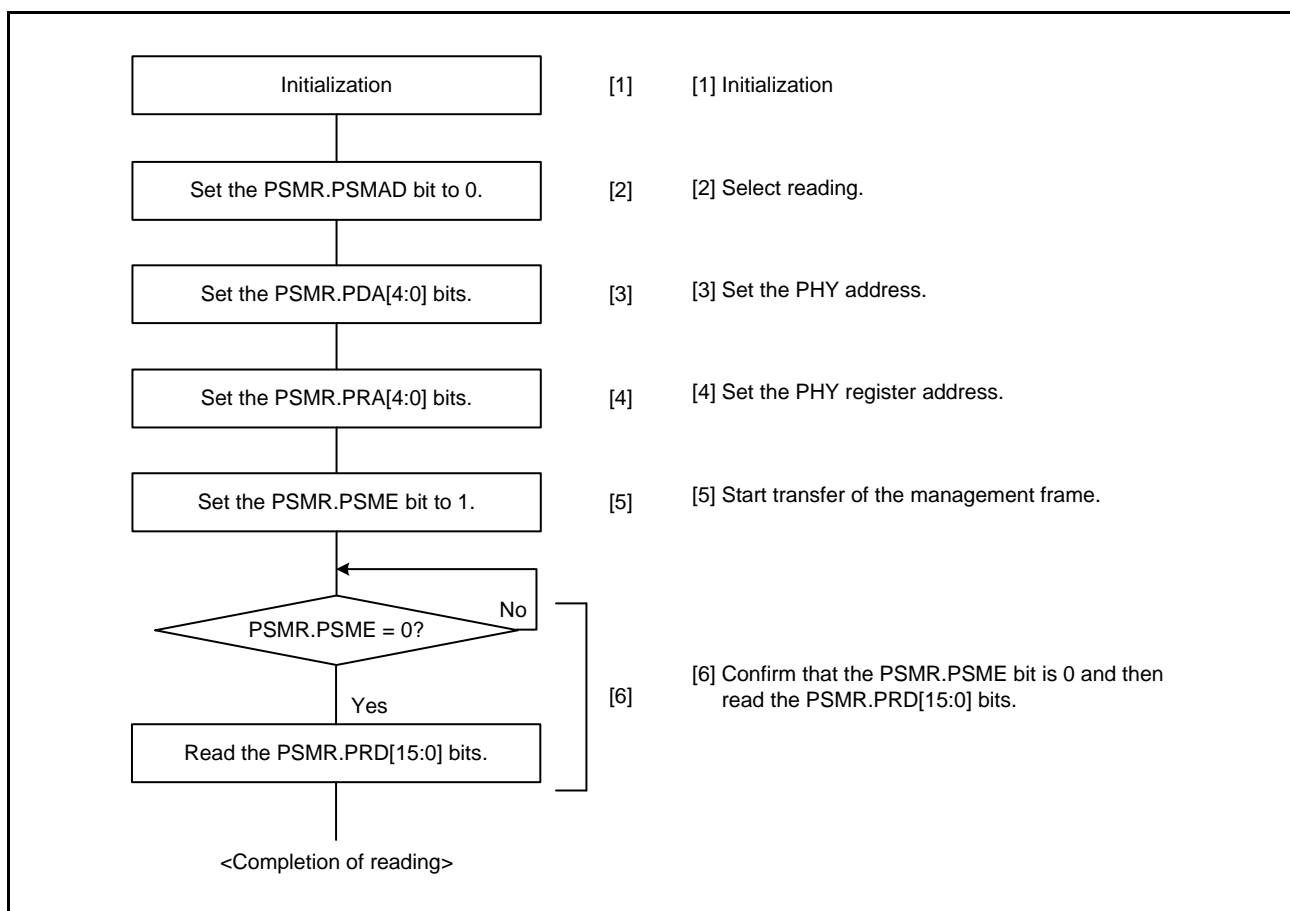 Initialization [1] [1] Initialization
Set the PSMR.PSMAD bit to 0. [2] [2] Select reading.
Set the PSMR.PDA[4:0] bits. [3] [3] Set the PHY address.
Set the PSMR.PRA[4:0] bits. [4] [4] Set the PHY register address.
Set the PSMR.PSME bit to 1. [5] [5] Start transfer of the management frame.
No
PSMR.PSME = 0?
[6] [6] Confirm that the PSMR.PSME bit is 0 and then
read the PSMR.PRD[15:0] bits.
Yes
Read the PSMR.PRD[15:0] bits.
<Completion of reading>